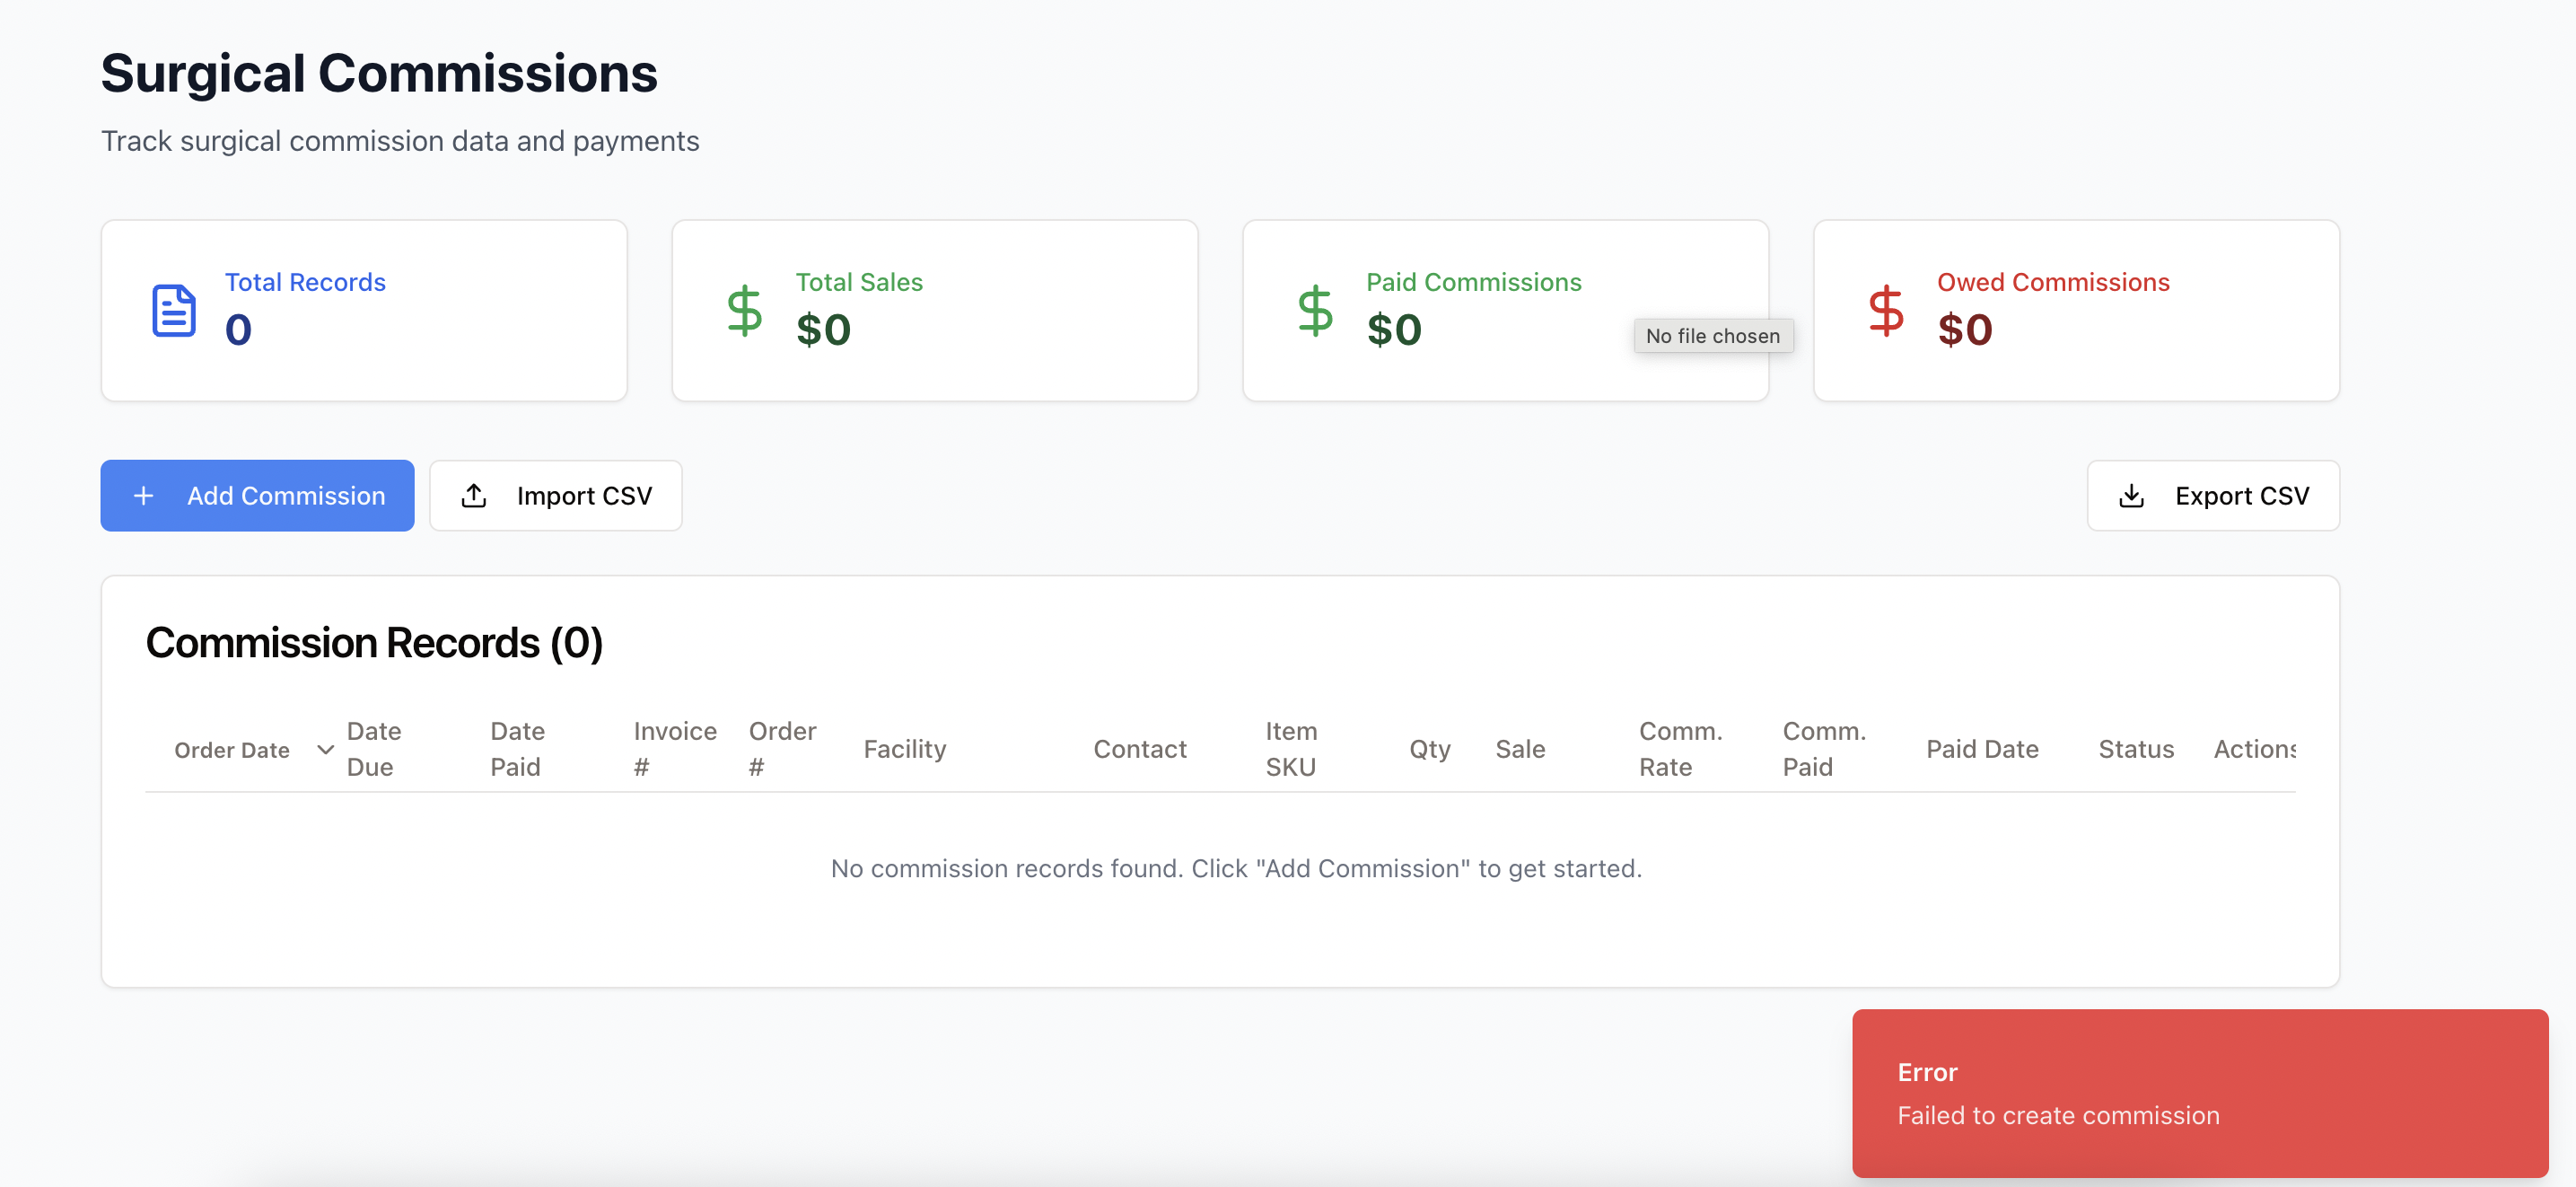 Surgical Commissions
Track surgical commission data and payments
Total Records
0
Total Sales
$0
Paid Commissions
$0
No file chosen
Owed Commissions
$0
Add Commission
Import CSV
Export CSV
Commission Records (0)
Order Date
Date
Due
Date
Paid
Invoice
#
Order
#
Facility
Contact
Item
SKU
Qty
Sale
Comm.
Rate
Comm.
Paid
Paid Date
Status
Actions
No commission records found. Click "Add Commission" to get started.
Error
Failed to create commission